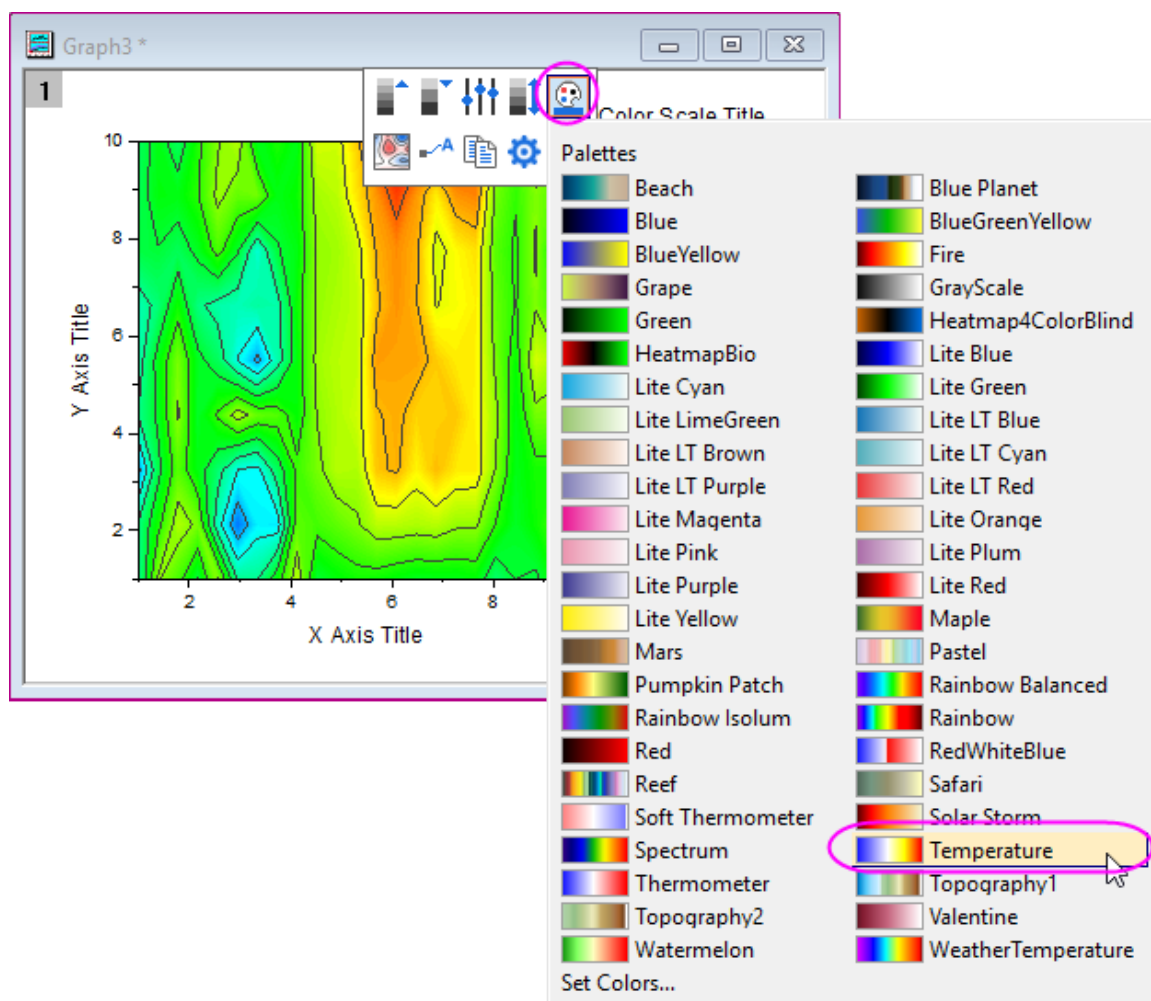 Graph3 *
1
Color Scale Title
A
10
8
6
4
2
Y Axis Title
2 4 6 8
X Axis Title
Palettes
Beach Blue Planet
Blue BlueGreenYellow
BlueYellow Fire
Grape GrayScale
Green Heatmap4ColorBlind
HeatmapBio Lite Blue
Lite Cyan Lite Green
Lite LimeGreen Lite LT Blue
Lite LT Brown Lite LT Cyan
Lite LT Purple Lite LT Red
Lite Magenta Lite Orange
Lite Pink Lite Plum
Lite Purple Lite Red
Lite Yellow Maple
Mars Pastel
Pumpkin Patch Rainbow Balanced
Rainbow Isolum Rainbow
Red RedWhiteBlue
Reef Safari
Soft Thermometer Solar Storm
Spectrum Temperature
Thermometer Topography1
Topography2 Valentine
Watermelon WeatherTemperature
Set Colors...